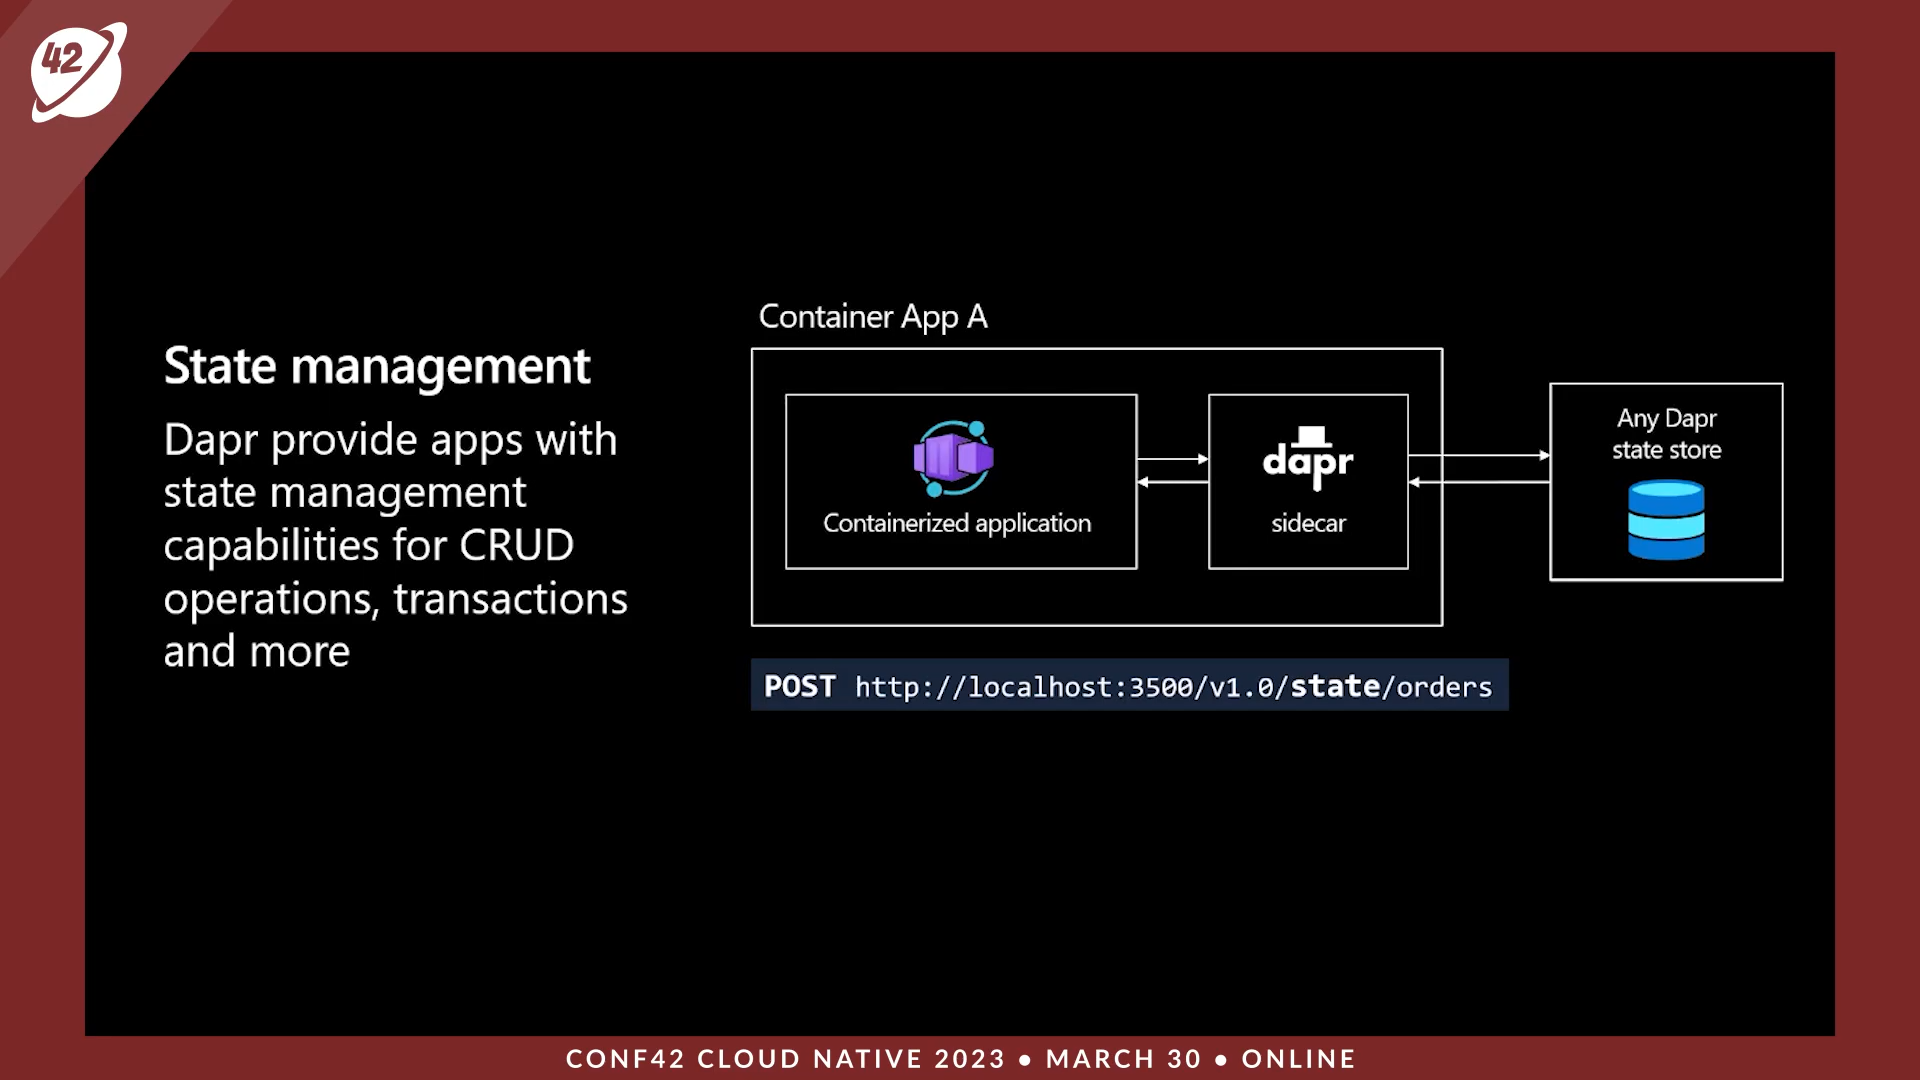 42
State management
Dapr provide apps with
state management
capabilities for CRUD
operations, transactions
and more
Container App A
Containerized application
dapr
sidecar
Any Dapr
state store
POST http://localhost:3500/v1.0/state/orders
CONF42 CLOUD NATIVE 2023 • MARCH 30 • ONLINE